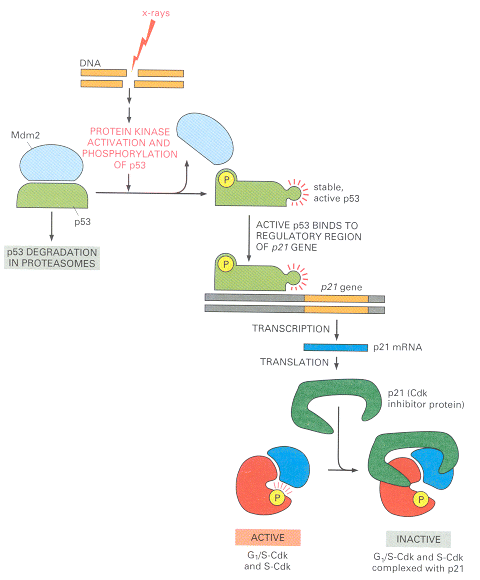 x-rays
DNA
PROTEIN KINASE
ACTIVATION AND
PHOSPHORYLATION
OF p53
Mdm2
p53
P
stable,
active p53
p53 DEGRADATION
IN PROTEASOMES
ACTIVE p53 BINDS TO
REGULATORY REGION
OF p21 GENE
P
p21 gene
TRANSCRIPTION
p21 mRNA
TRANSLATION
p21 (Cdk
inhibitor protein)
P
P
ACTIVE
INACTIVE
G₁/S-Cdk
and S-Cdk
G₁/S-Cdk and S-Cdk
complexed with p21